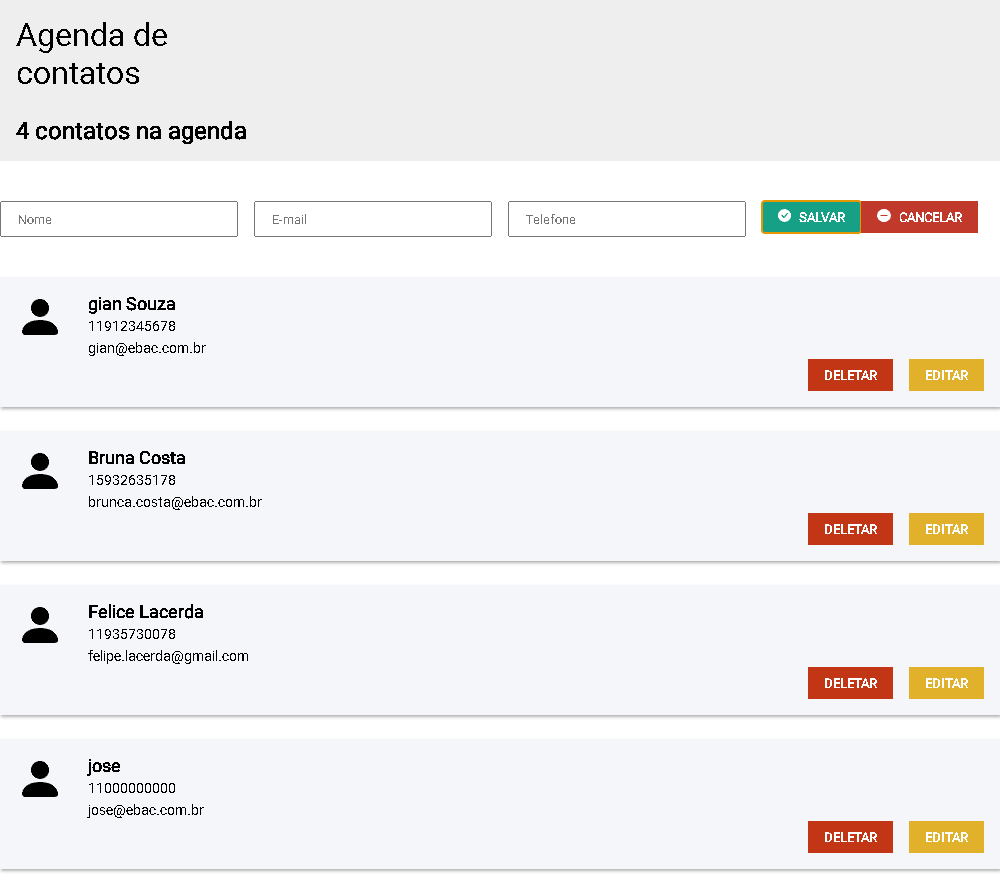 Agenda de
contatos
4 contatos na agenda
Nome E-mail Telefone SALVAR CANCELAR
gian Souza
11912345678
gian@ebac.com.br
DELETAR EDITAR
Bruna Costa
15932635178
brunca.costa@ebac.com.br
DELETAR EDITAR
Felice Lacerda
11935730078
felipe.lacerda@gmail.com
DELETAR EDITAR
jose
11000000000
jose@ebac.com.br
DELETAR EDITAR